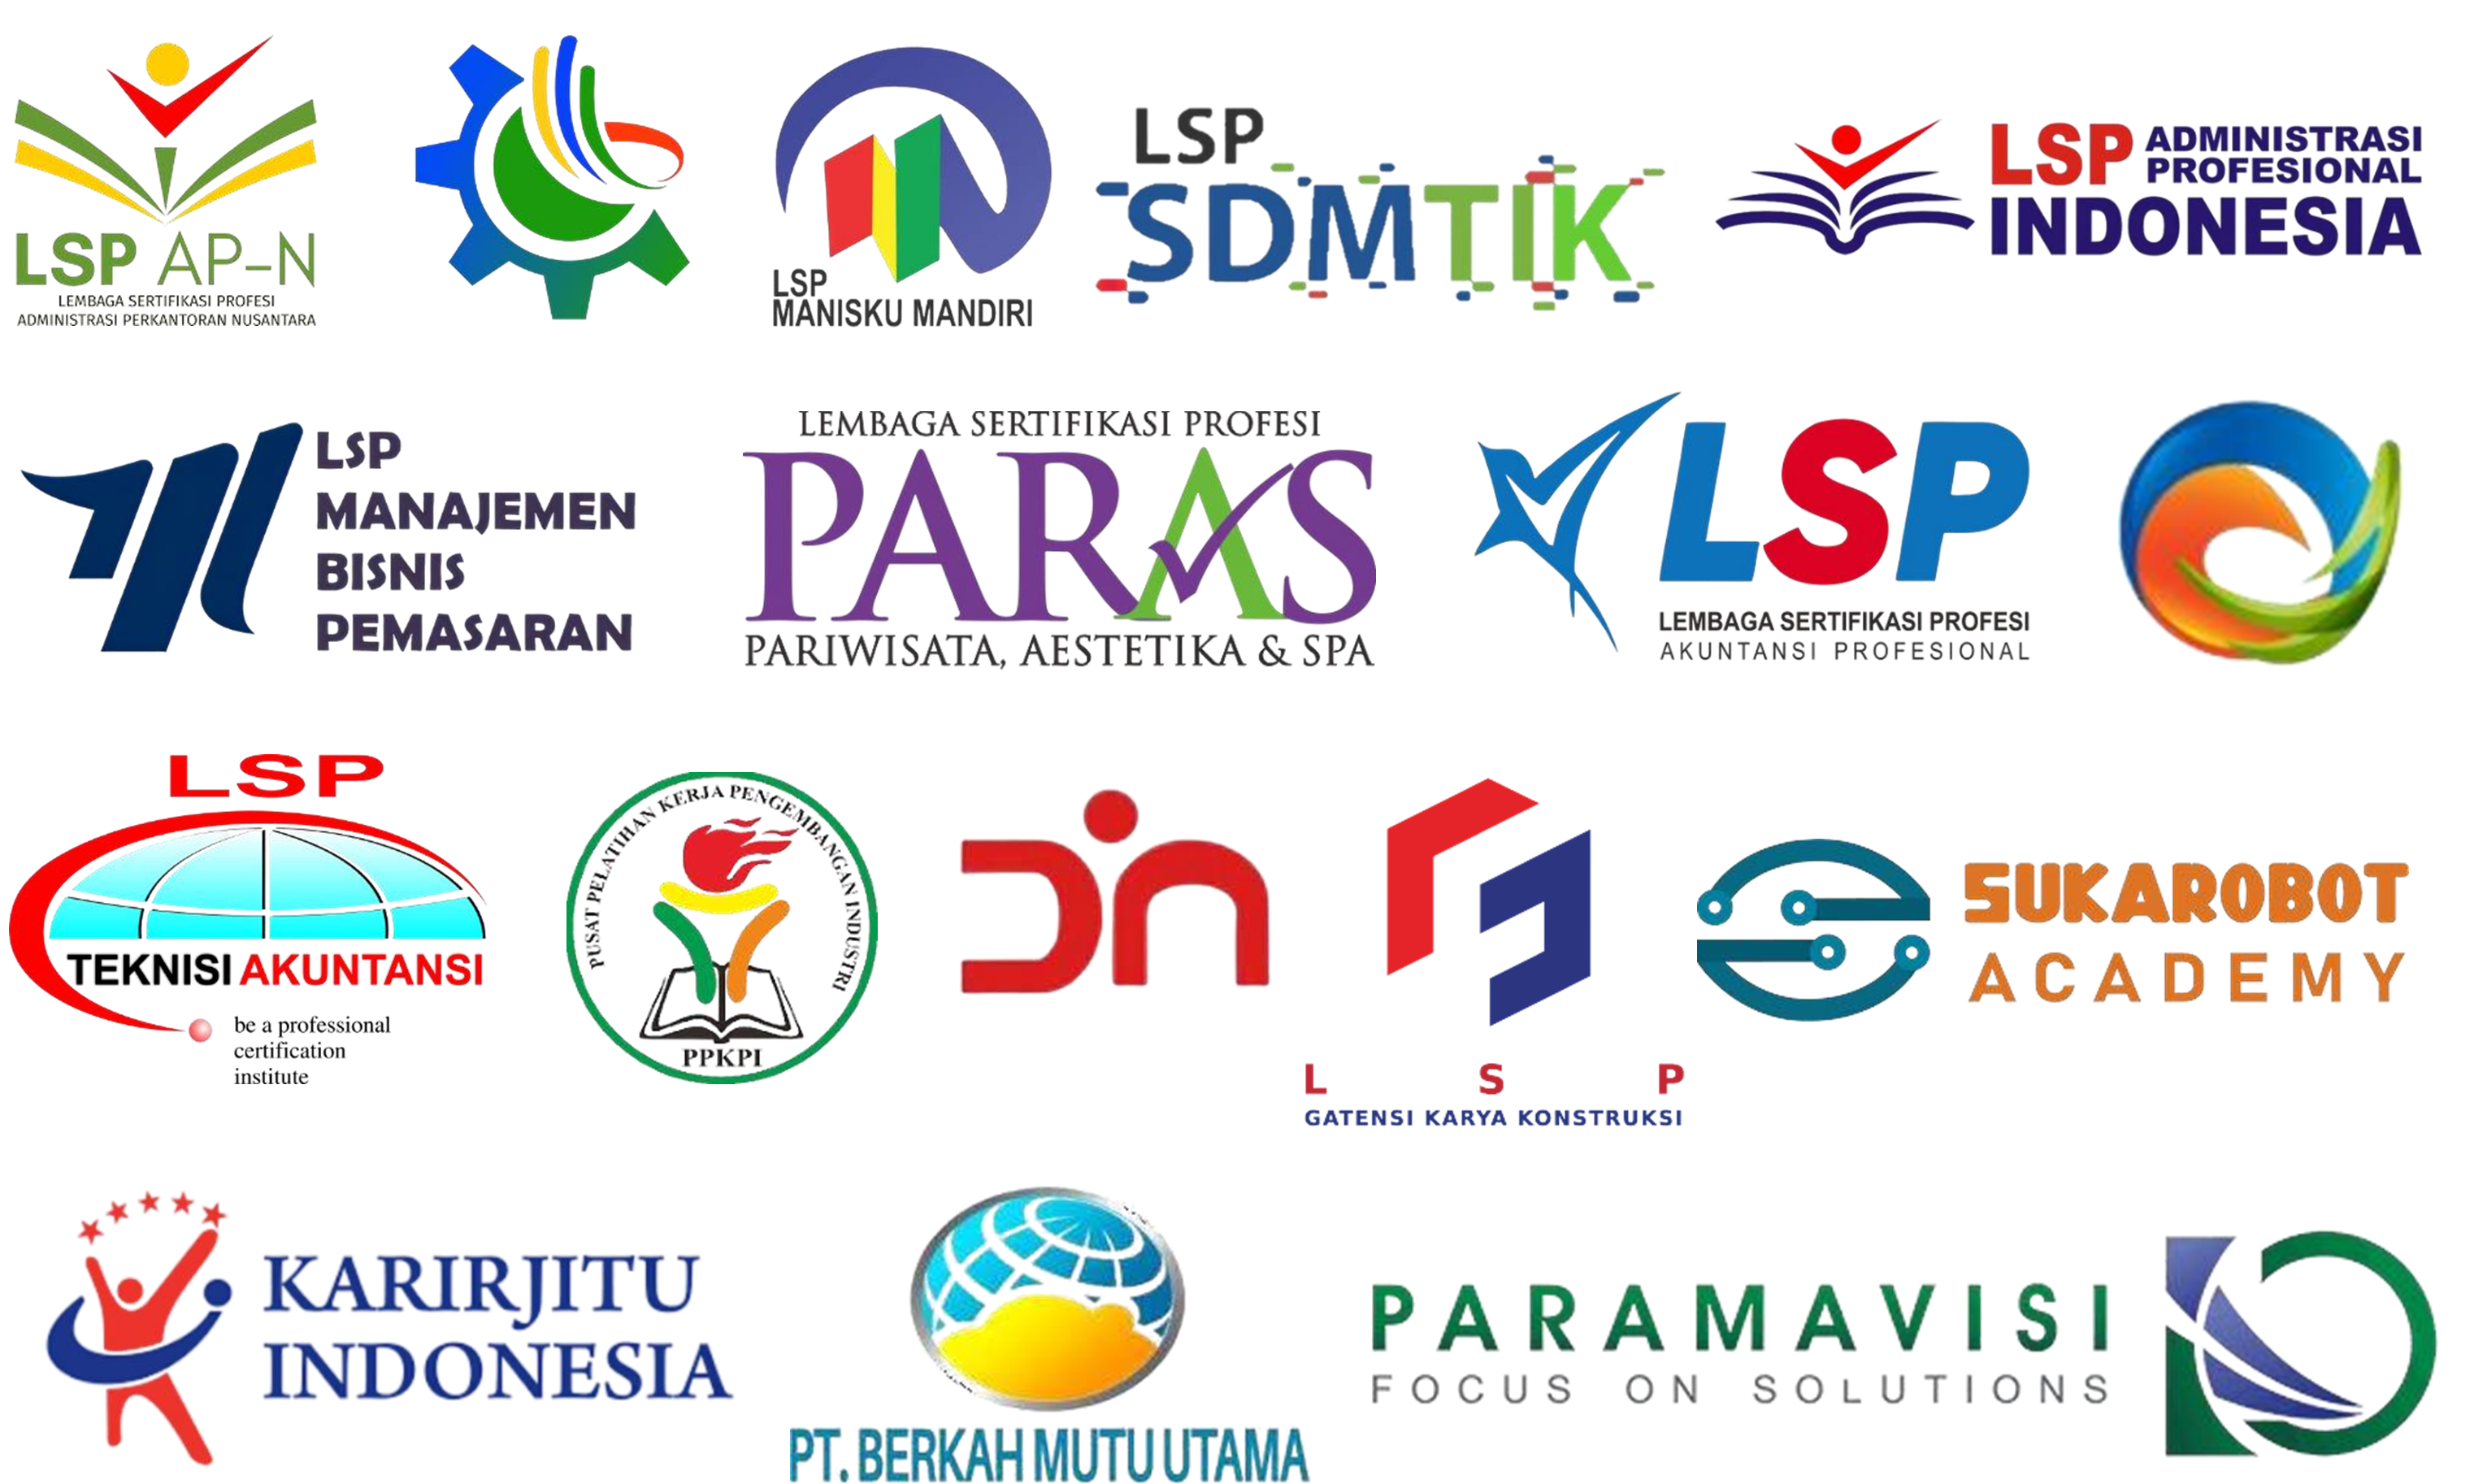 LSP AP-N
LEMBAGA SERTIFIKASI PROFESI
ADMINISTRASI PERKANTORAN NUSANTARA
LSP
MANISKU MANDIRI
LSP
SDMTIK
LSP ADMINISTRASI
PROFESIONAL
INDONESIA
LSP
MANAJEMEN
BISNIS
PEMASARAN
LEMBAGA SERTIFIKASI PROFESI
PARAS
PARIWISATA, AESTETIKA & SPA
LSP
LEMBAGA SERTIFIKASI PROFESI
AKUNTANSI PROFESIONAL
LSP
TEKNISI AKUNTANSI
be a professional
certification
institute
PUSAT PELATIHAN KERJA PENGEMBANGAN INDUSTRI
PPKPI
L S P
GATENSI KARYA KONSTRUKSI
SUKAROBOT
ACADEMY
KARIRJITU
INDONESIA
PT. BERKAH MUTU UTAMA
PARAMAVISI
FOCUS ON SOLUTIONS